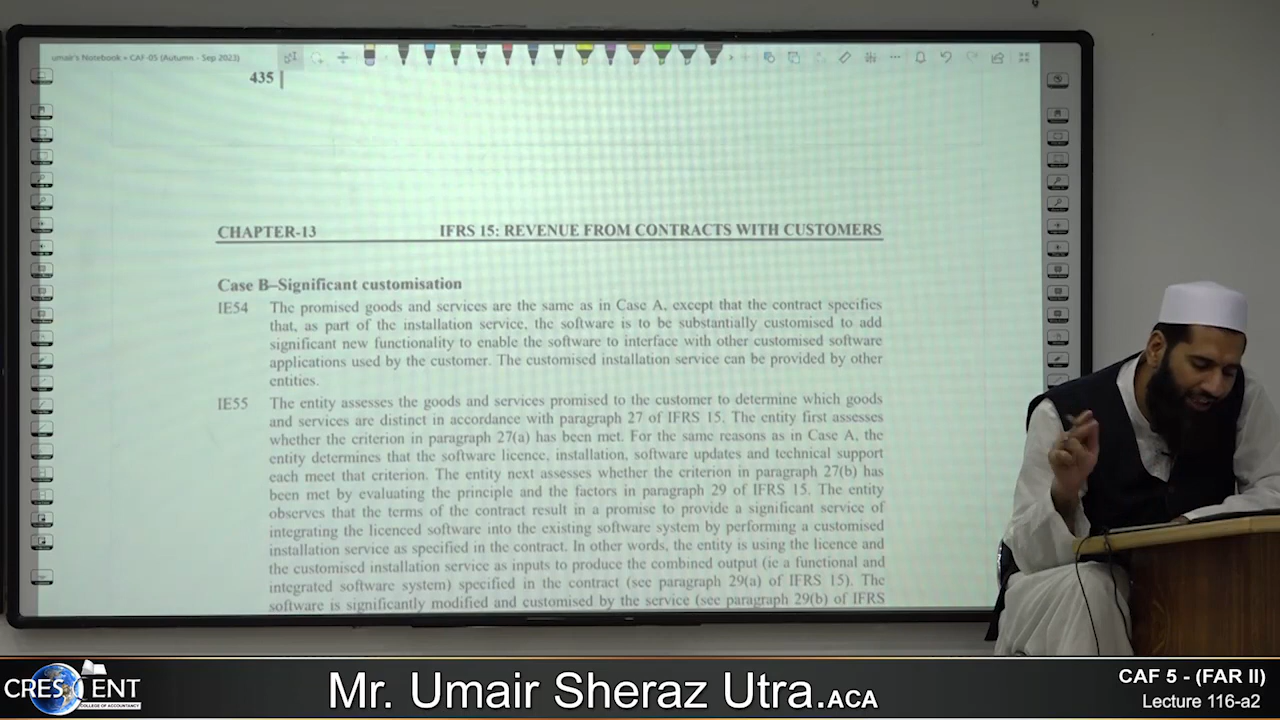 umair's Notebook • CAF-05 (Autumn - Sep 2023)
435 |
CHAPTER-13 IFRS 15: REVENUE FROM CONTRACTS WITH CUSTOMERS
Case B–Significant customisation
IE54 The promised goods and services are the same as in Case A, except that the contract specifies
that, as part of the installation service, the software is to be substantially customised to add
significant new functionality to enable the software to interface with other customised software
applications used by the customer. The customised installation service can be provided by other
entities.
IE55 The entity assesses the goods and services promised to the customer to determine which goods
and services are distinct in accordance with paragraph 27 of IFRS 15. The entity first assesses
whether the criterion in paragraph 27(a) has been met. For the same reasons as in Case A, the
entity determines that the software licence, installation, software updates and technical support
each meet that criterion. The entity next assesses whether the criterion in paragraph 27(b) has
been met by evaluating the principle and the factors in paragraph 29 of IFRS 15. The entity
observes that the terms of the contract result in a promise to provide a significant service of
integrating the licenced software into the existing software system by performing a customised
installation service as specified in the contract. In other words, the entity is using the licence and
the customised installation service as inputs to produce the combined output (ie a functional and
integrated software system) specified in the contract (see paragraph 29(a) of IFRS 15). The
software is significantly modified and customised by the service (see paragraph 29(b) of IFRS
CRESCENT
COLLEGE OF ACCOUNTANCY
Mr. Umair Sheraz Utra.ACA
CAF 5 - (FAR II)
Lecture 116-a2